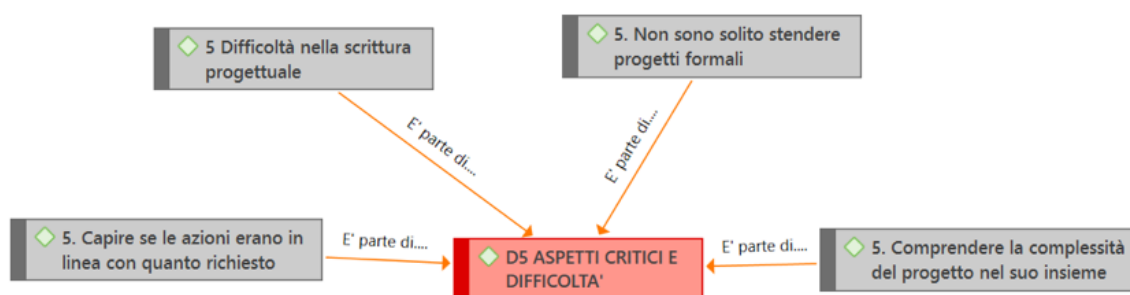 5 Difficoltà nella scrittura
progettuale
5. Non sono solito stendere
progetti formali
E' parte di....
E' parte di....
5. Capire se le azioni erano in
linea con quanto richiesto
E' parte di....
D5 ASPETTI CRITICI E
DIFFICOLTA'
E' parte di....
5. Comprendere la complessità
del progetto nel suo insieme